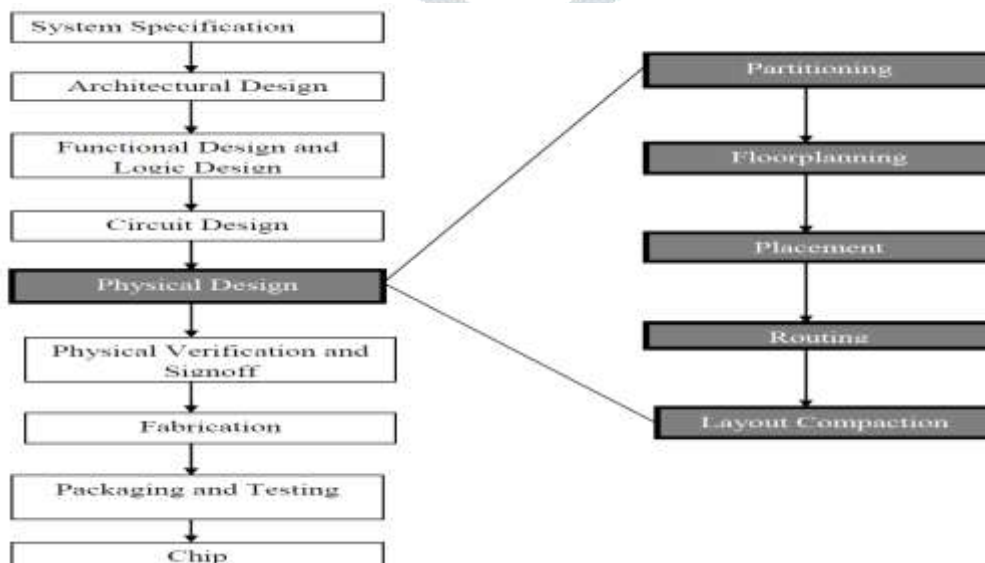 System Specification
Architectural Design
Functional Design and
Logic Design
Circuit Design
Physical Design
Physical Verification and
Signoff
Fabrication
Packaging and Testing
Chip
Partitioning
Floorplanning
Placement
Routing
Layout Compaction